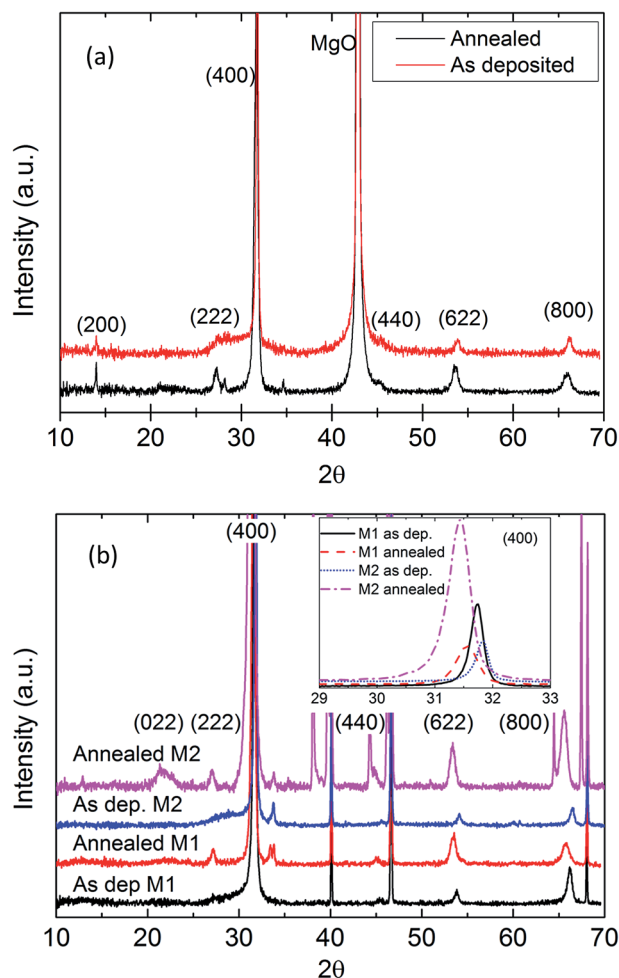 (a)
MgO
Annealed
As deposited
(400)
(200)
(222)
(440)
(622)
(800)
Intensity (a.u.)
10 20 30 40 50 60 70
2θ
(b)
(400)
M1 as dep.
M1 annealed
M2 as dep.
M2 annealed
(400)
29 30 31 32 33
(022)
(222)
(440)
(622)
(800)
Annealed M2
As dep. M2
Annealed M1
As dep M1
Intensity (a.u.)
10 20 30 40 50 60 70
2θ